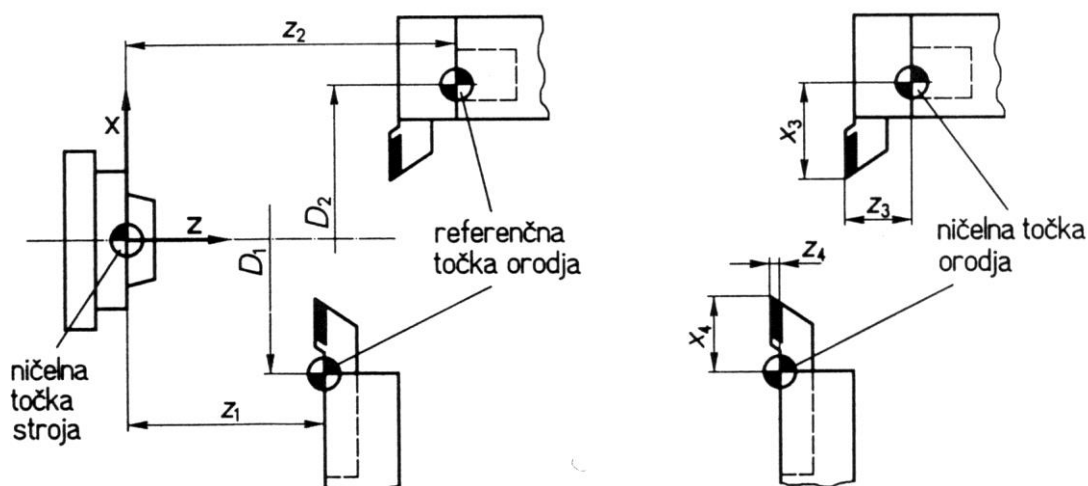 z₂
x
z
D₂
D₁
referenčna
točka orodja
ničelna
točka
stroja
z₁
x₃
z₃
ničelna točka
orodja
z₄
x₄